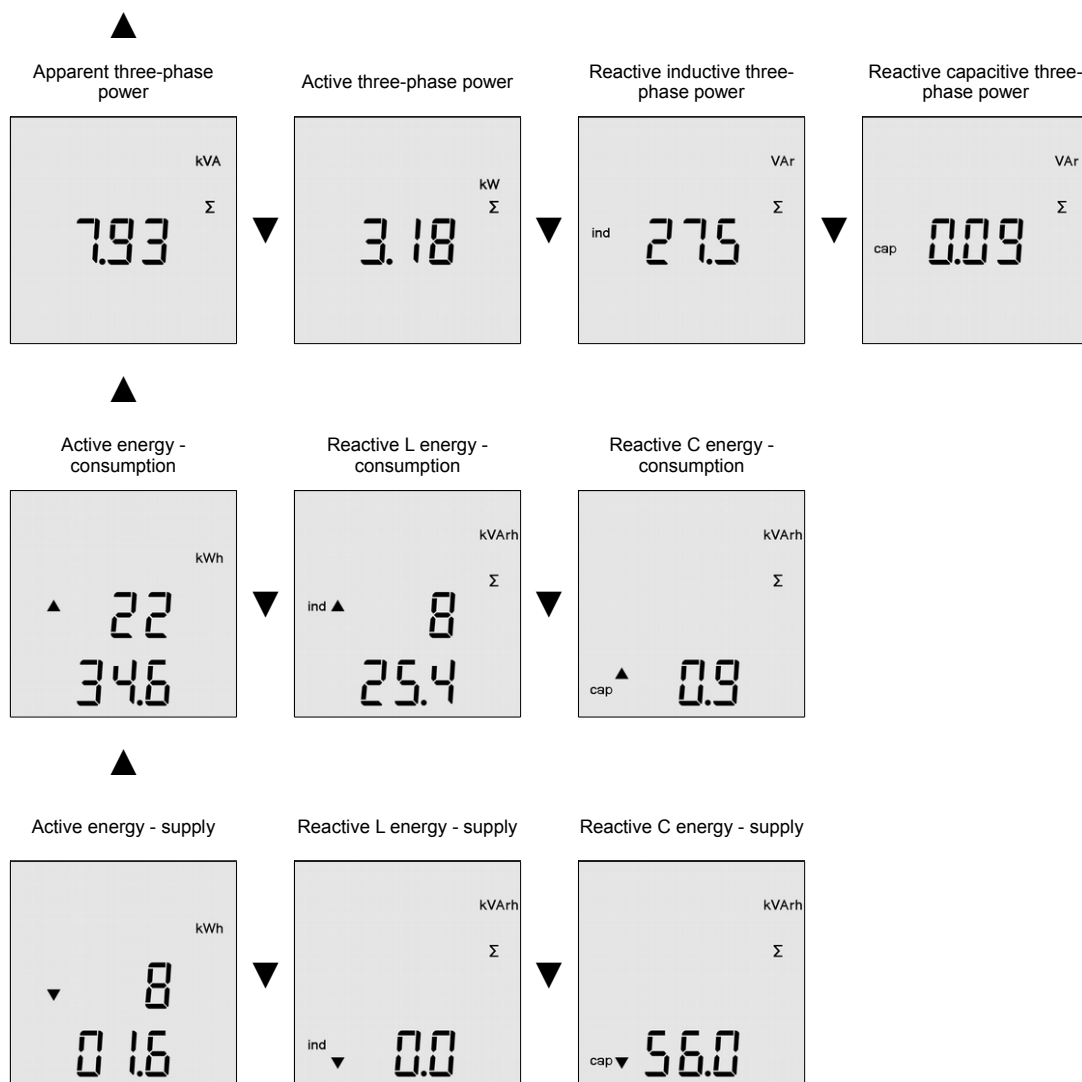 ▲
Apparent three-phase
power
Active three-phase power
Reactive inductive three-
phase power
Reactive capacitive three-
phase power
kVA
Σ
7.93
▼
kW
Σ
3.18
▼
VAr
Σ
ind
27.5
▼
VAr
Σ
cap
0.09
▲
Active energy -
consumption
Reactive L energy -
consumption
Reactive C energy -
consumption
kWh
▲ 22
34.6
▼
kVArh
Σ
ind ▲ 8
25.4
▼
kVArh
Σ
cap ▲ 0.9
▲
Active energy - supply
Reactive L energy - supply
Reactive C energy - supply
kWh
▼ 8
01.6
▼
kVArh
Σ
ind ▼ 0.0
▼
kVArh
Σ
cap ▼ 56.0